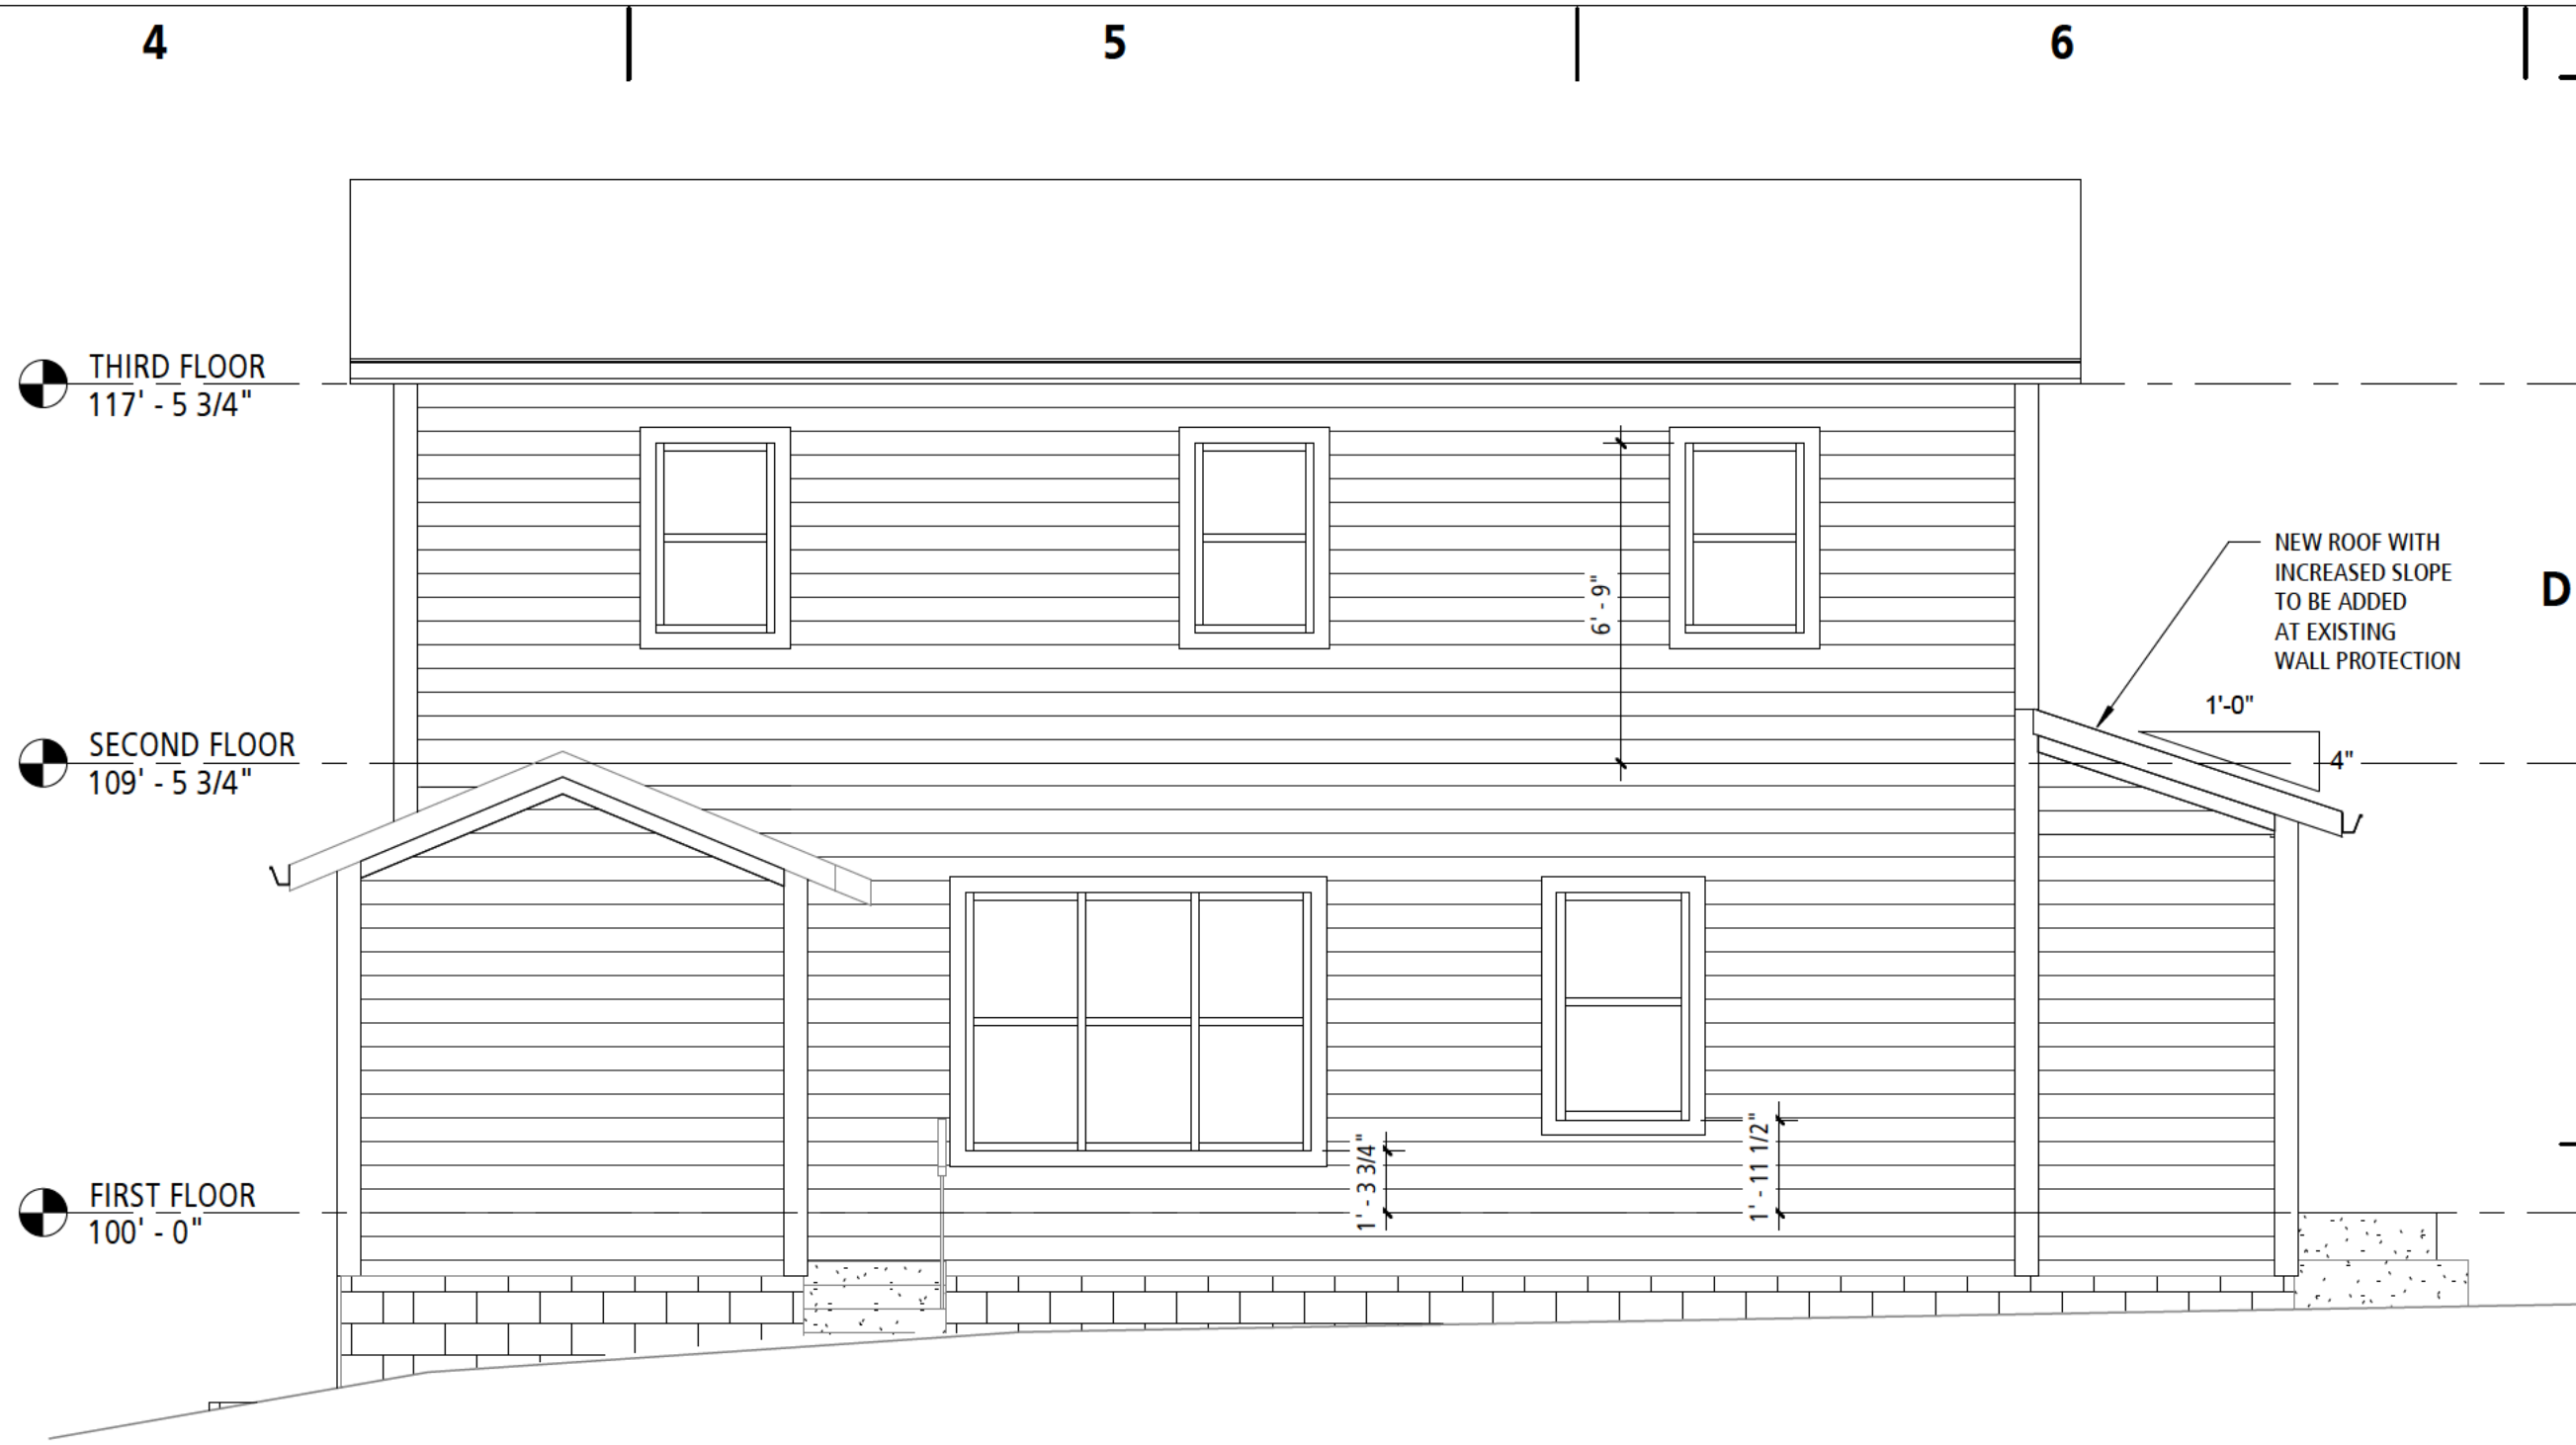 4
5
6
THIRD FLOOR
117' - 5 3/4"
NEW ROOF WITH
INCREASED SLOPE
TO BE ADDED
AT EXISTING
WALL PROTECTION
D
6' - 9"
1'-0"
4"
SECOND FLOOR
109' - 5 3/4"
1' - 3 3/4"
1' - 11 1/2"
FIRST FLOOR
100' - 0"